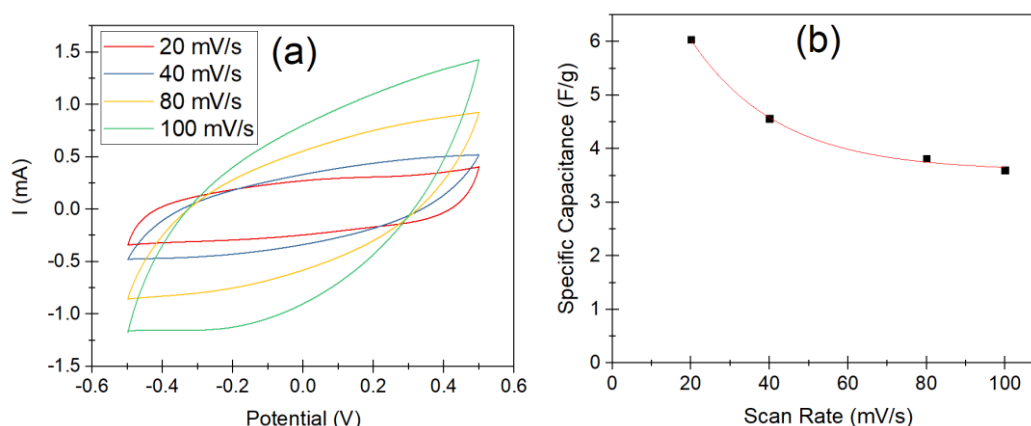 (a)
20 mV/s
40 mV/s
80 mV/s
100 mV/s
1.5
1.0
0.5
0.0
-0.5
-1.0
-1.5
I (mA)
-0.6 -0.4 -0.2 0.0 0.2 0.4 0.6
Potential (V)
(b)
6
5
4
3
2
1
0
Specific Capacitance (F/g)
0 20 40 60 80 100
Scan Rate (mV/s)